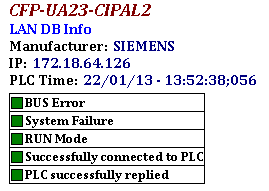 CFP-UA23-CIPAL2
LAN DB Info
Manufacturer: SIEMENS
IP: 172.18.64.126
PLC Time: 22/01/13 - 13:52:38;056
BUS Error
System Failure
RUN Mode
Successfully connected to PLC
PLC successfully replied